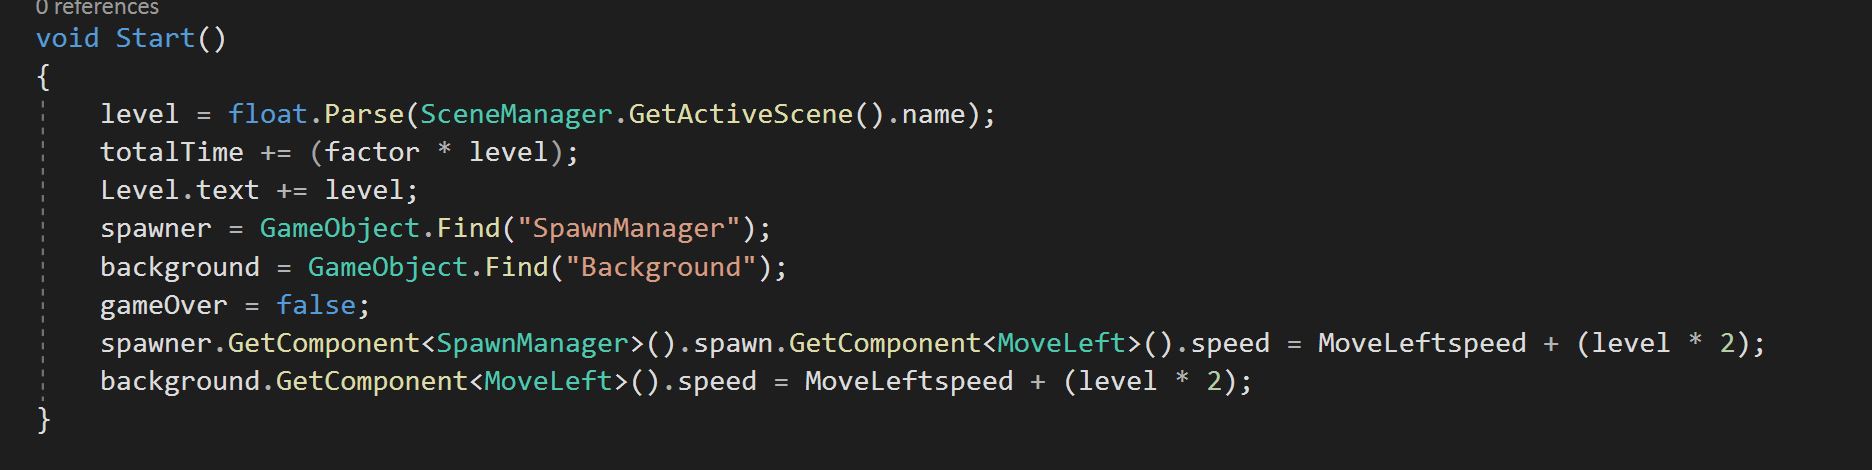 0 references
void Start()
{
level = float.Parse(SceneManager.GetActiveScene().name);
totalTime += (factor * level);
Level.text += level;
spawner = GameObject.Find("SpawnManager");
background = GameObject.Find("Background");
gameOver = false;
spawner.GetComponent<SpawnManager>().spawn.GetComponent<MoveLeft>().speed = MoveLeftspeed + (level * 2);
background.GetComponent<MoveLeft>().speed = MoveLeftspeed + (level * 2);
}